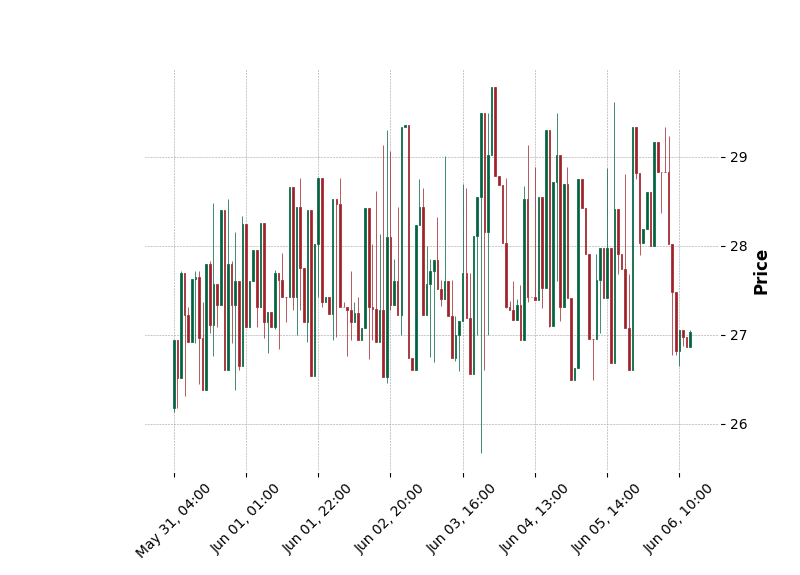 29
28
27
26
Price
May 31, 04:00
Jun 01, 01:00
Jun 01, 22:00
Jun 02, 20:00
Jun 03, 16:00
Jun 04, 13:00
Jun 05, 14:00
Jun 06, 10:00